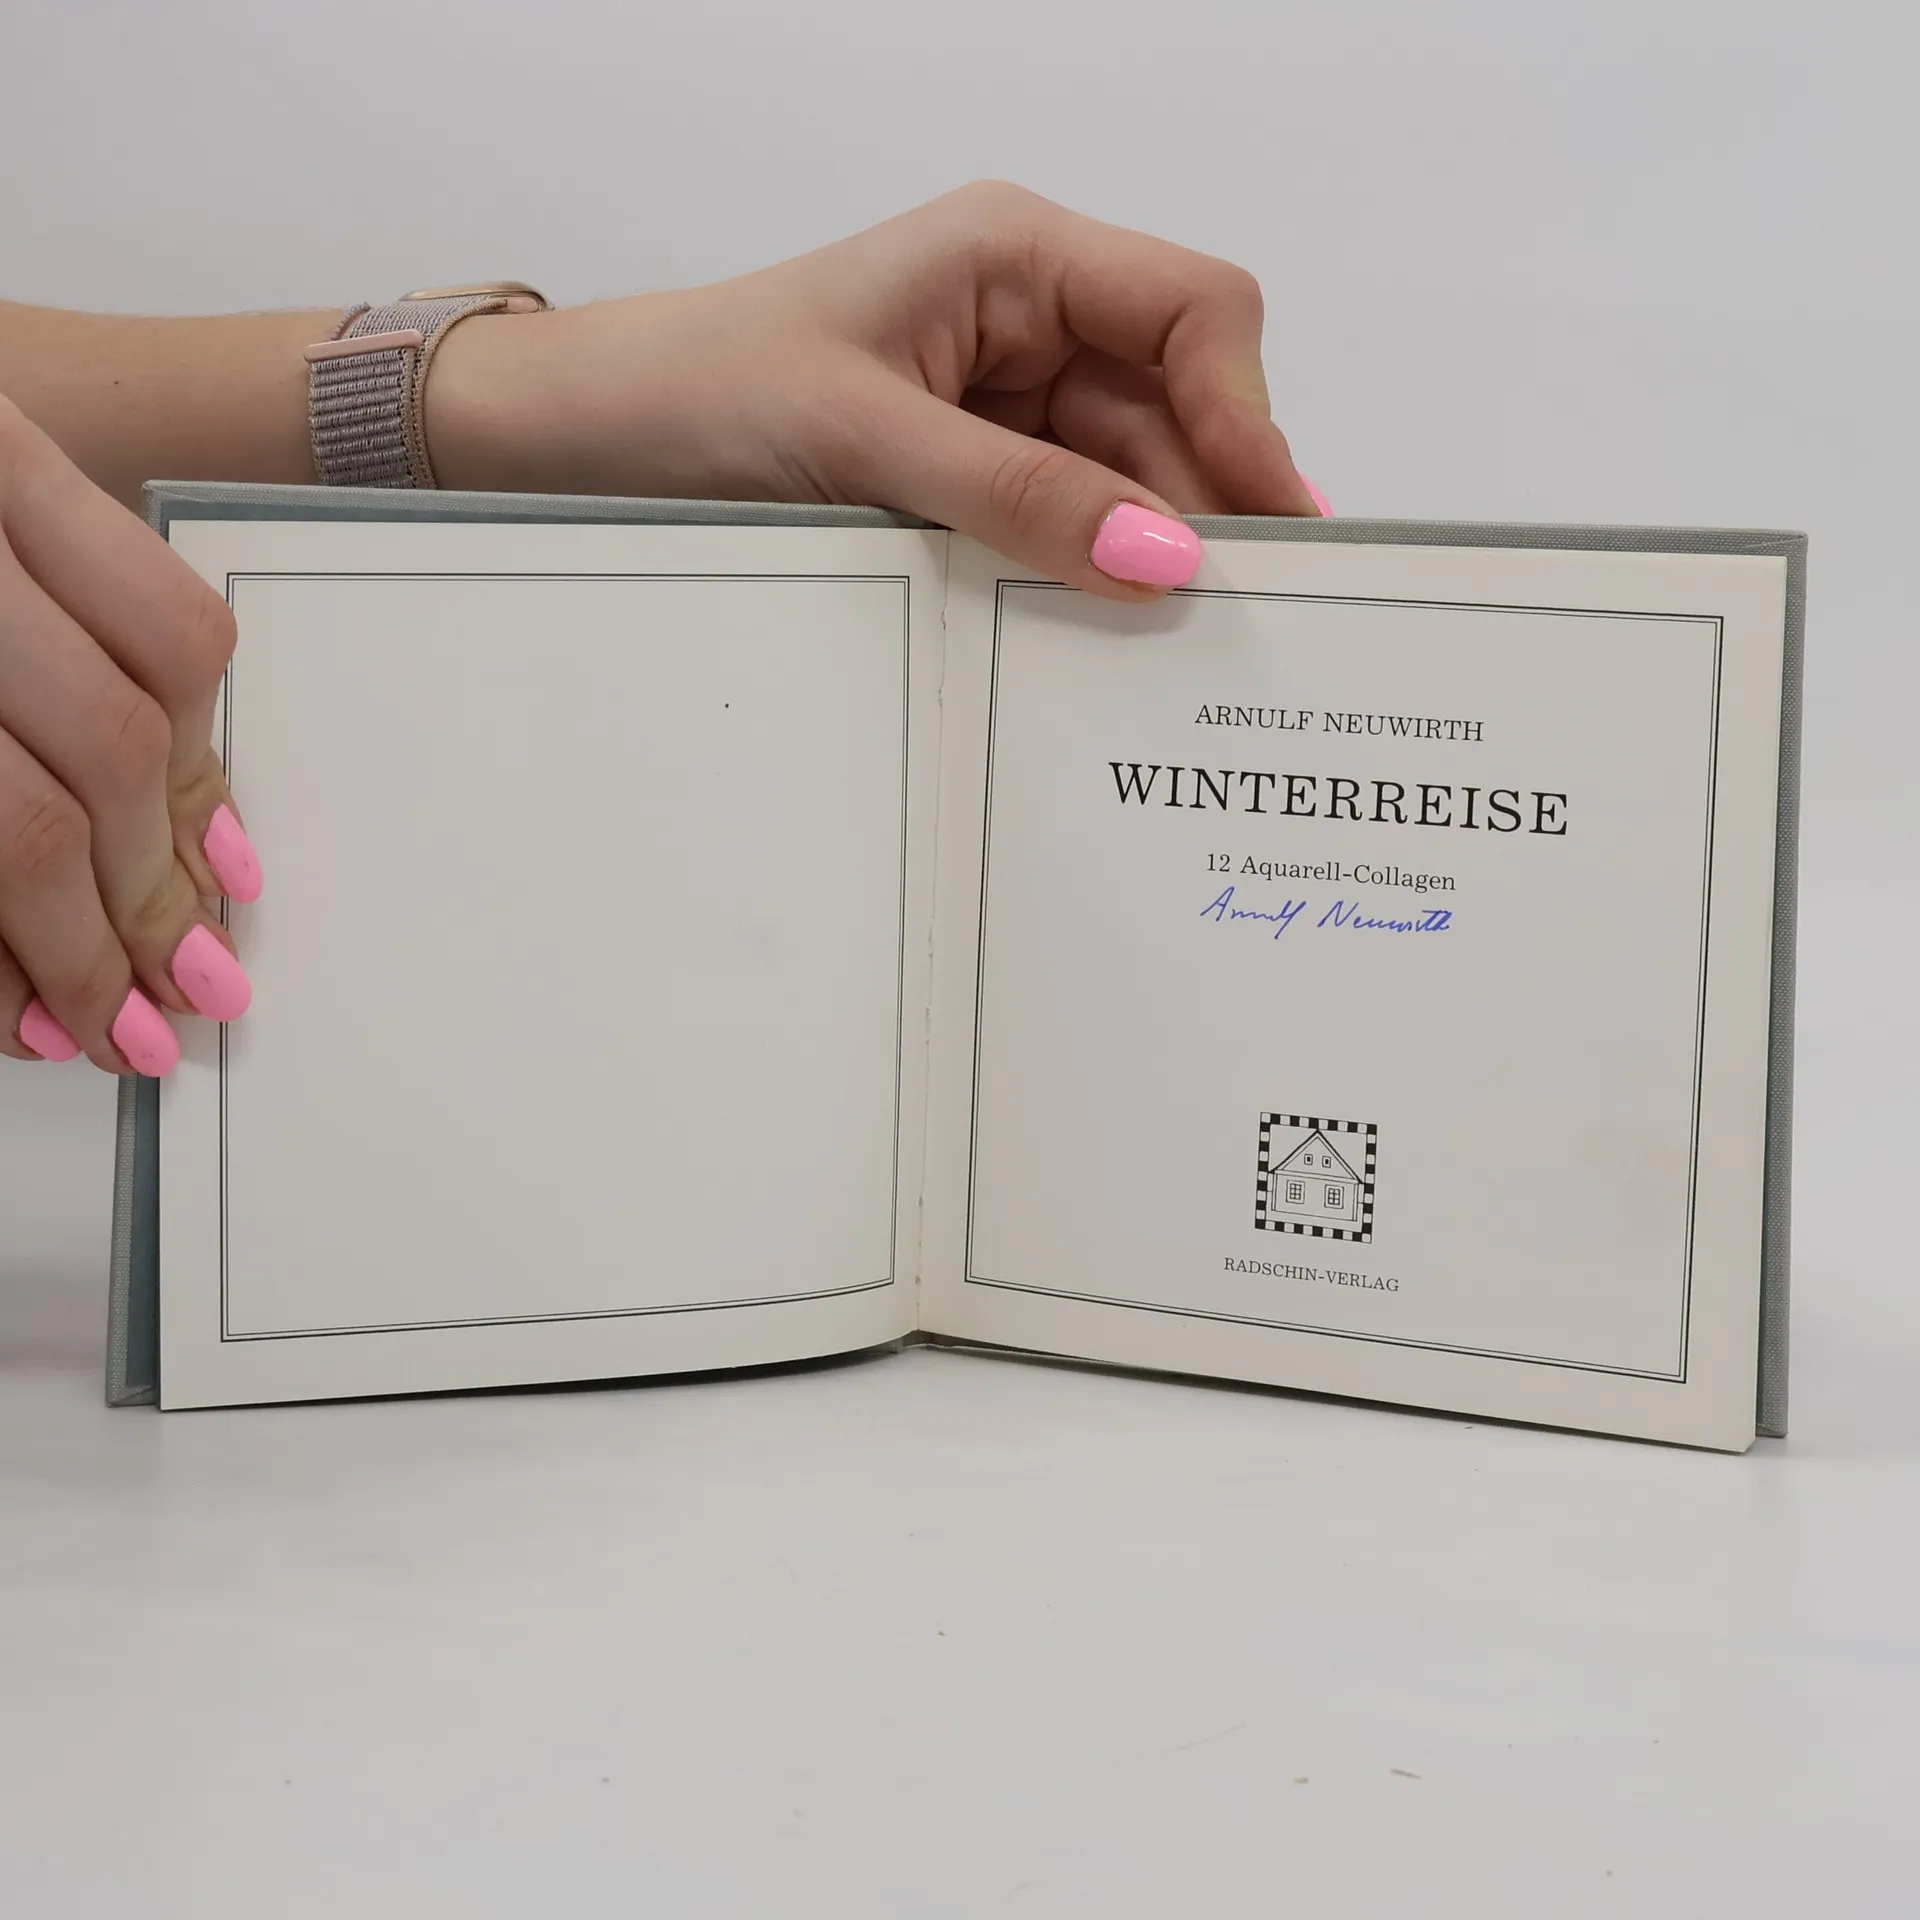 ARNULF NEUWIRTH
WINTERREISE
12 Aquarell-Collagen
Arnulf Neuwirth
RADSCHIN-VERLAG